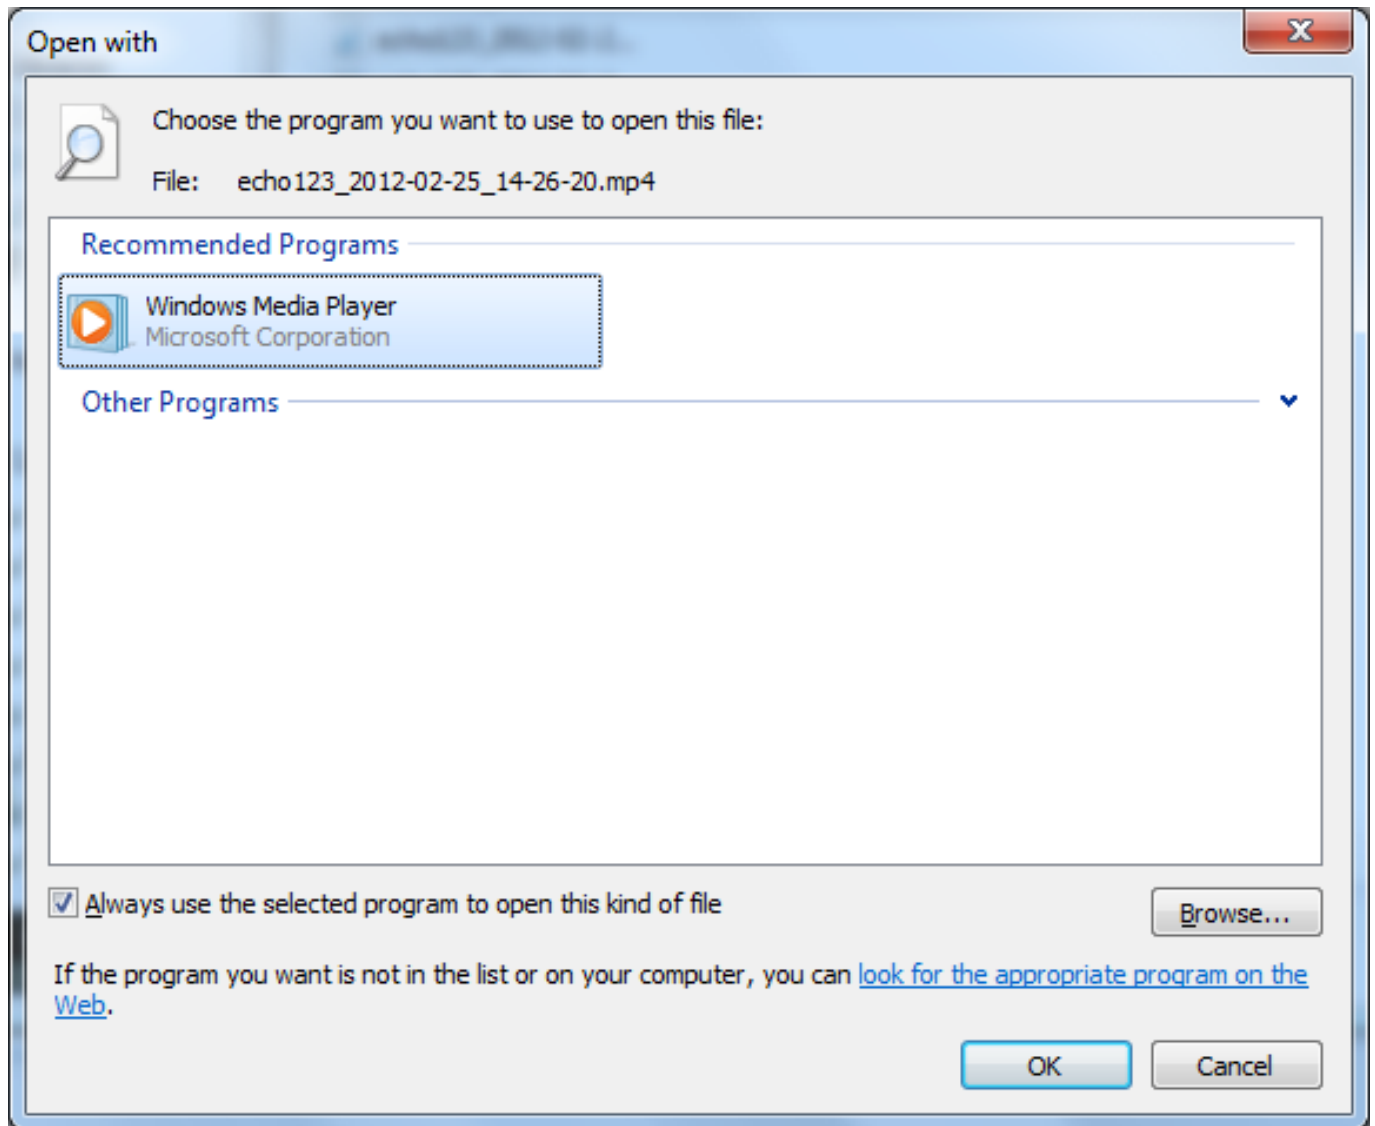 Open with
Choose the program you want to use to open this file:
File: echo123_2012-02-25_14-26-20.mp4
Recommended Programs
Windows Media Player
Microsoft Corporation
Other Programs
Always use the selected program to open this kind of file
Browse...
If the program you want is not in the list or on your computer, you can look for the appropriate program on the
Web.
OK
Cancel